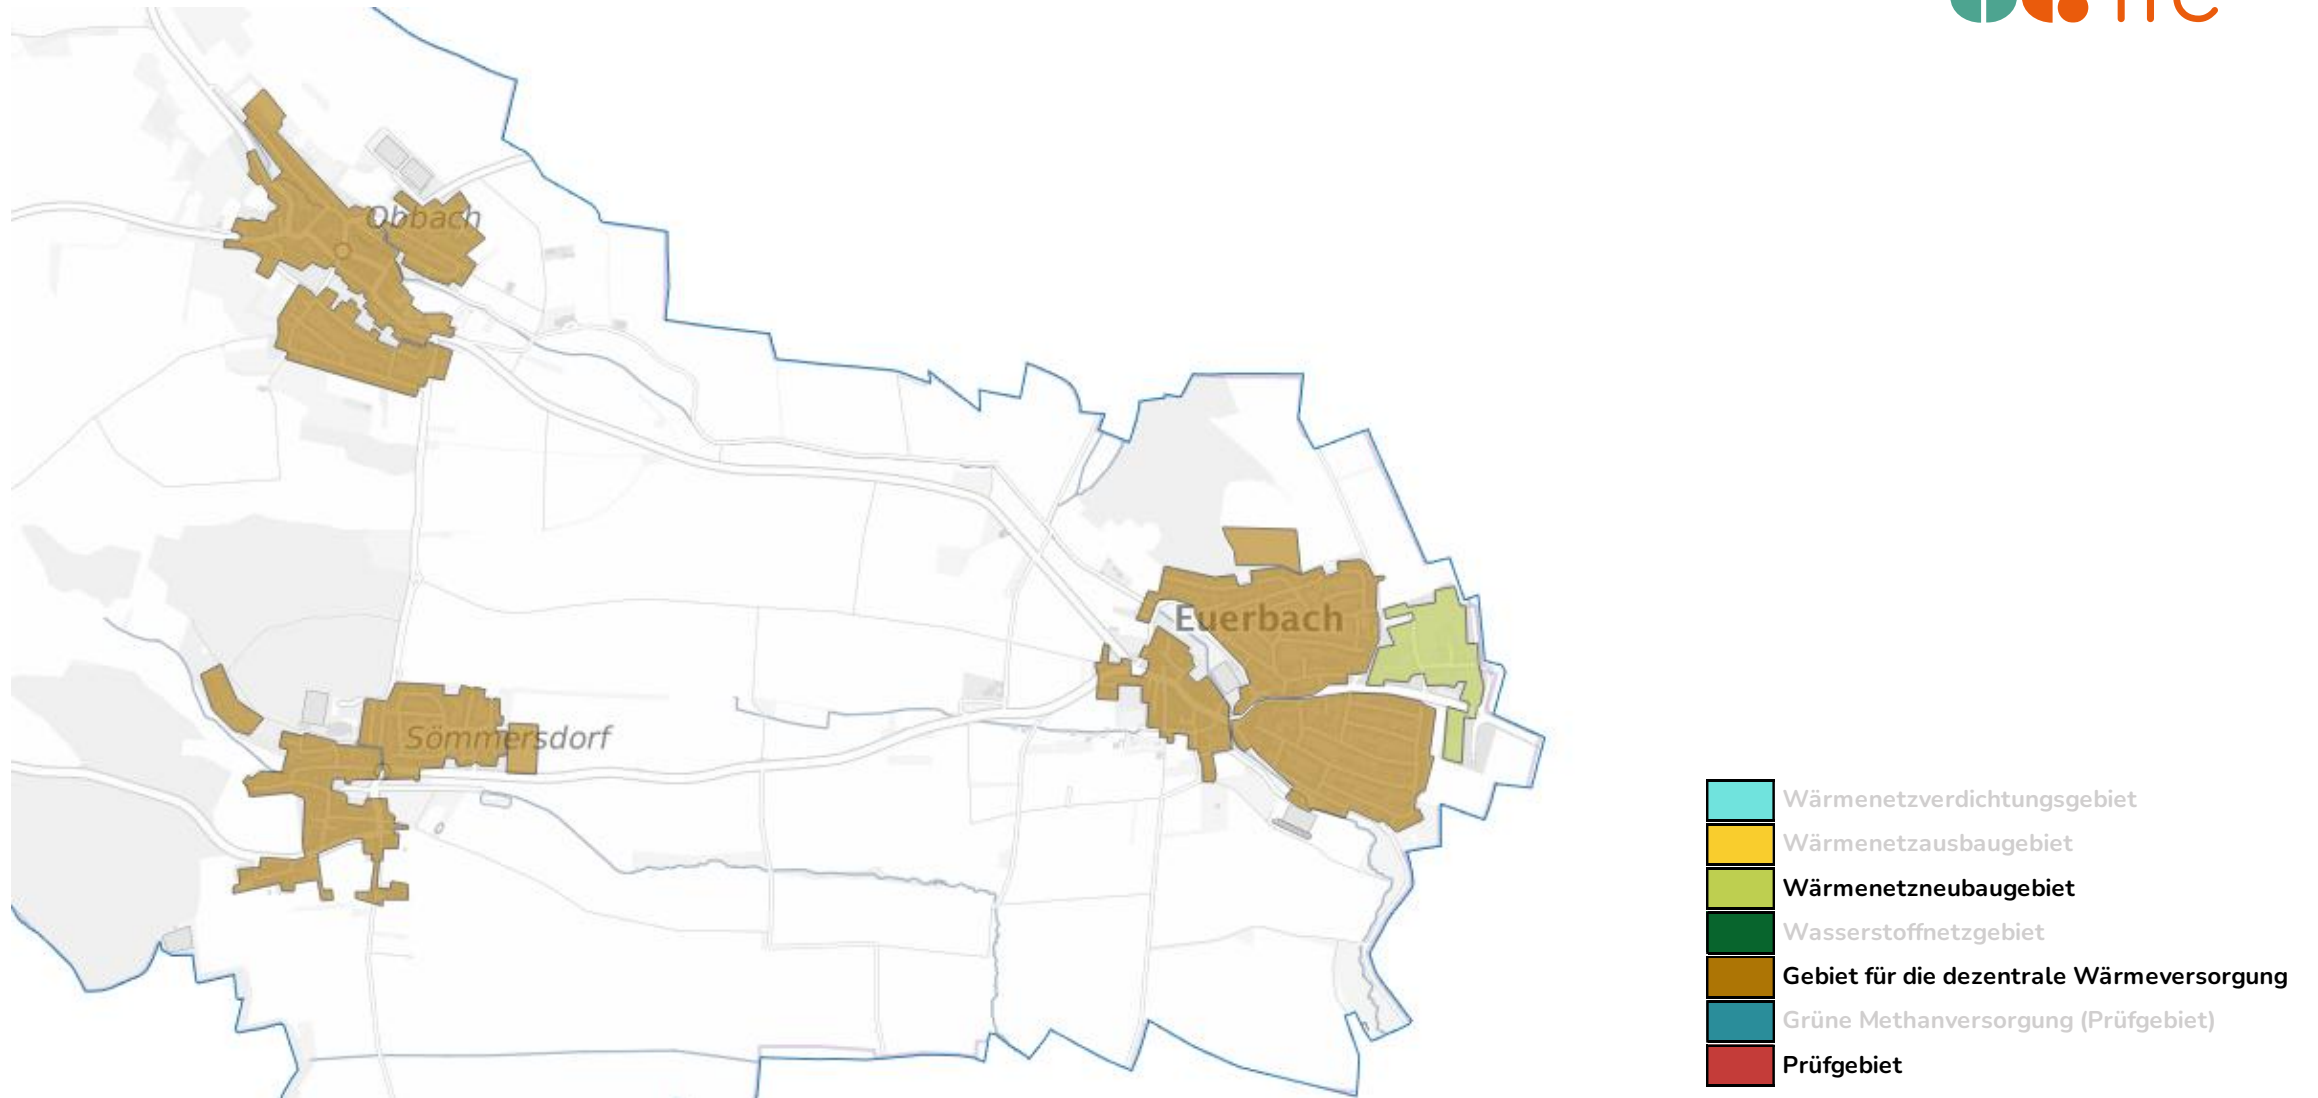 Obbach
Euerbach
Sömmersdorf
Wärmenetzverdichtungsgebiet
Wärmenetzausbaugebiet
Wärmenetzneubaugebiet
Wasserstoffnetzgebiet
Gebiet für die dezentrale Wärmeversorgung
Grüne Methanversorgung (Prüfgebiet)
Prüfgebiet